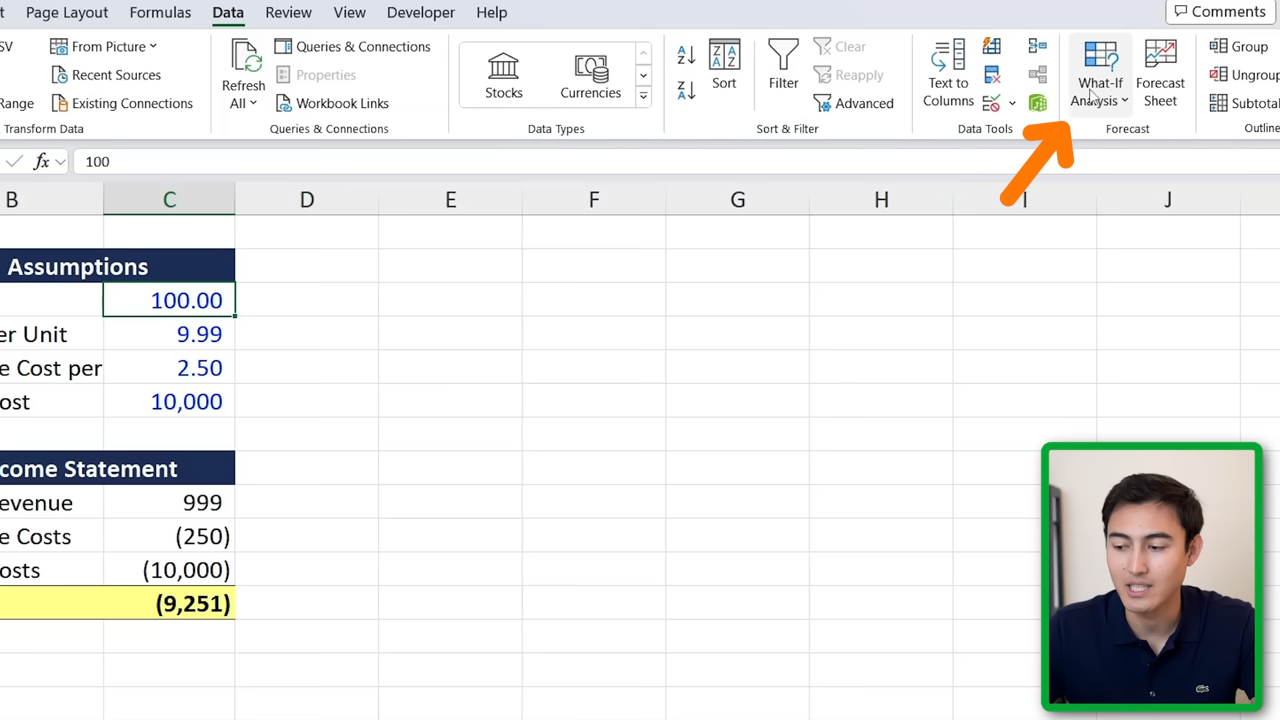 t Page Layout Formulas Data Review View Developer Help Comments
SV From Picture Queries & Connections Clear Group
Recent Sources Properties Reapply Ungroup
Range Existing Connections Refresh All Workbook Links Stocks Currencies Sort Filter Advanced Text to Columns What-If Analysis Forecast Sheet Subtotal
Transform Data Queries & Connections Data Types Sort & Filter Data Tools Forecast Outline
fx 100
B C D E F G H I J
Assumptions
100.00
er Unit 9.99
e Cost per 2.50
ost 10,000
come Statement
evenue 999
e Costs (250)
osts (10,000)
(9,251)